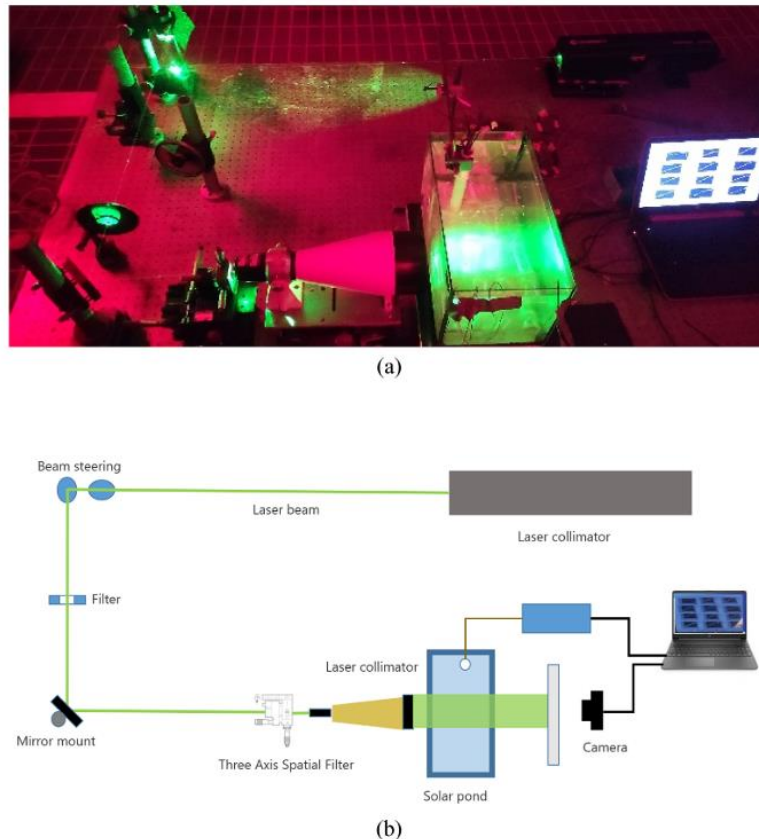 (a)
Beam steering
Laser beam
Laser collimator
Filter
Laser collimator
Mirror mount
Three Axis Spatial Filter
Camera
Solar pond
(b)